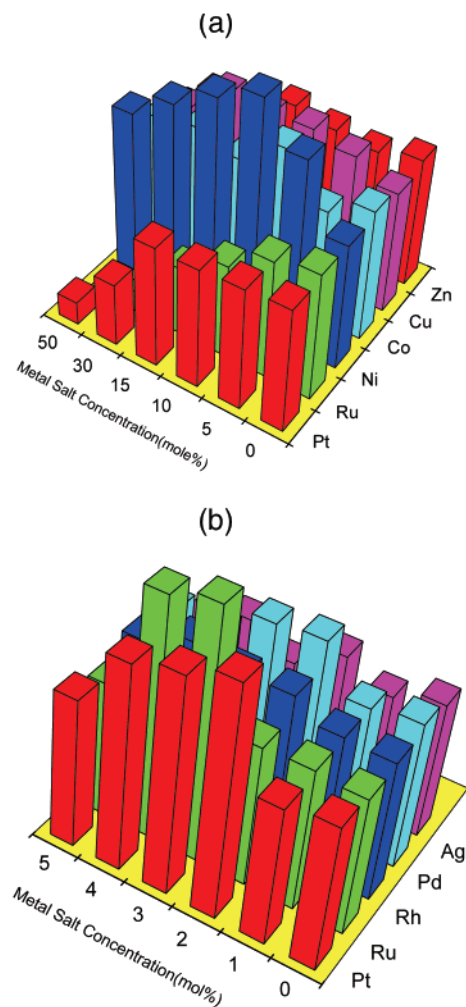 (a)
50
30
15
10
5
0
Metal Salt Concentration(mole%)
Pt
Ru
Ni
Co
Cu
Zn
(b)
5
4
3
2
1
0
Metal Salt Concentration(mol%)
Pt
Ru
Rh
Pd
Ag